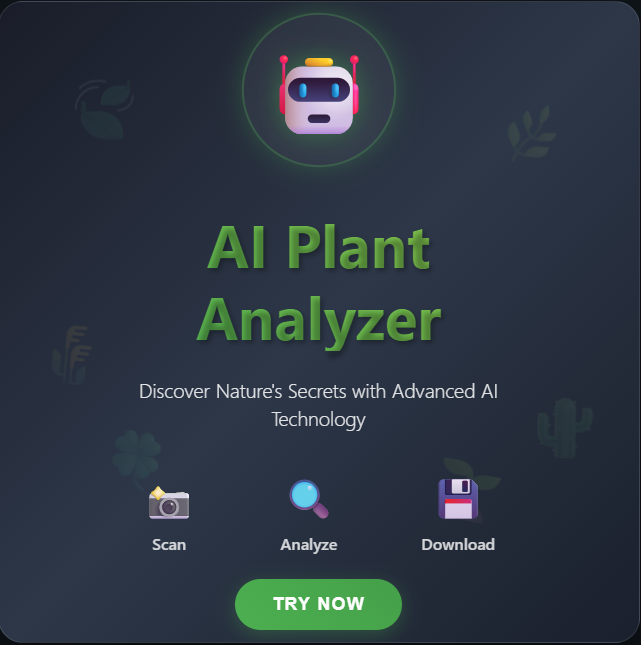 AI Plant
Analyzer
Discover Nature's Secrets with Advanced AI
Technology
Scan
Analyze
Download
TRY NOW